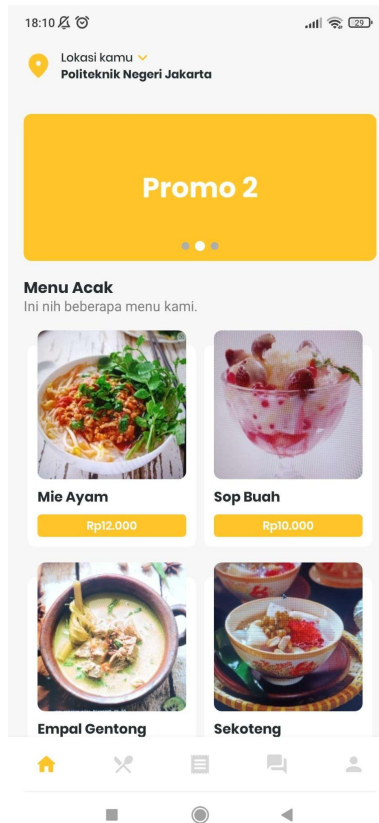 18:10
29
Lokasi kamu
Politeknik Negeri Jakarta
Promo 2
Menu Acak
Ini nih beberapa menu kami.
Mie Ayam
Sop Buah
Rp12.000
Rp10.000
Empal Gentong
Sekoteng